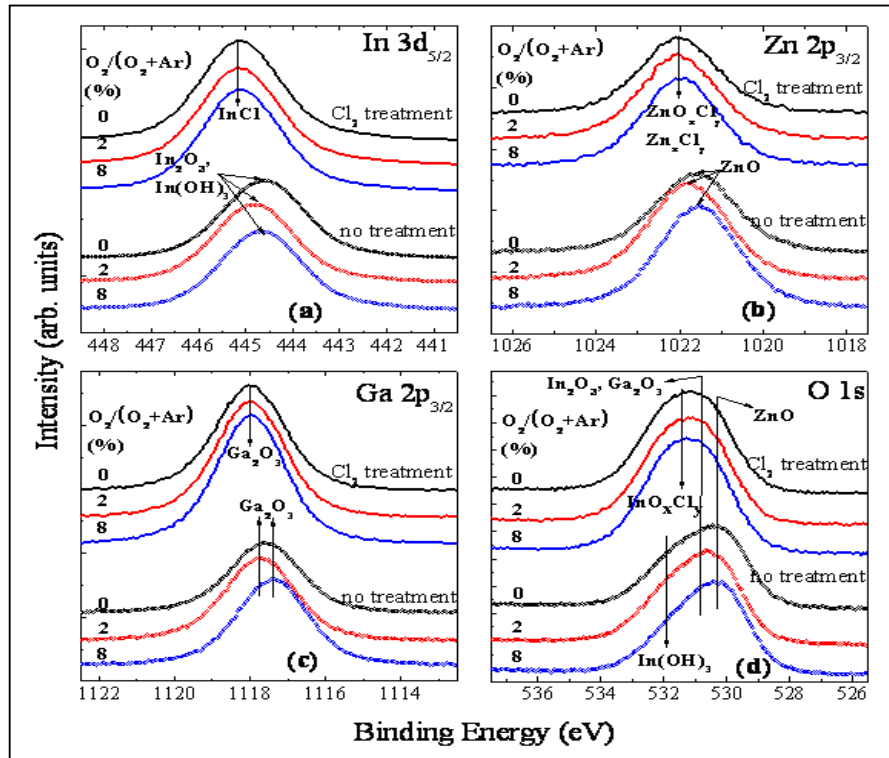 Intensity (arb. units)
In 3d5/2
O2/(O2+Ar)
(%)
0
2
8
Cl2 treatment
InCl
In2O3,
In(OH)3
no treatment
0
2
8
(a)
448 447 446 445 444 443 442 441
Zn 2p3/2
O2/(O2+Ar)
(%)
0
2
8
Cl2 treatment
ZnOxClγ
ZnxClγ
ZnO
no treatment
0
2
8
(b)
1026 1024 1022 1020 1018
Ga 2p3/2
O2/(O2+Ar)
(%)
0
2
8
Cl2 treatment
Ga2O3
Ga2O3
no treatment
0
2
8
(c)
1122 1120 1118 1116 1114
O 1s
In2O3, Ga2O3
ZnO
O2/(O2+Ar)
(%)
0
2
8
Cl2 treatment
InOxCly
no treatment
0
2
8
In(OH)3
(d)
536 534 532 530 528 526
Binding Energy (eV)